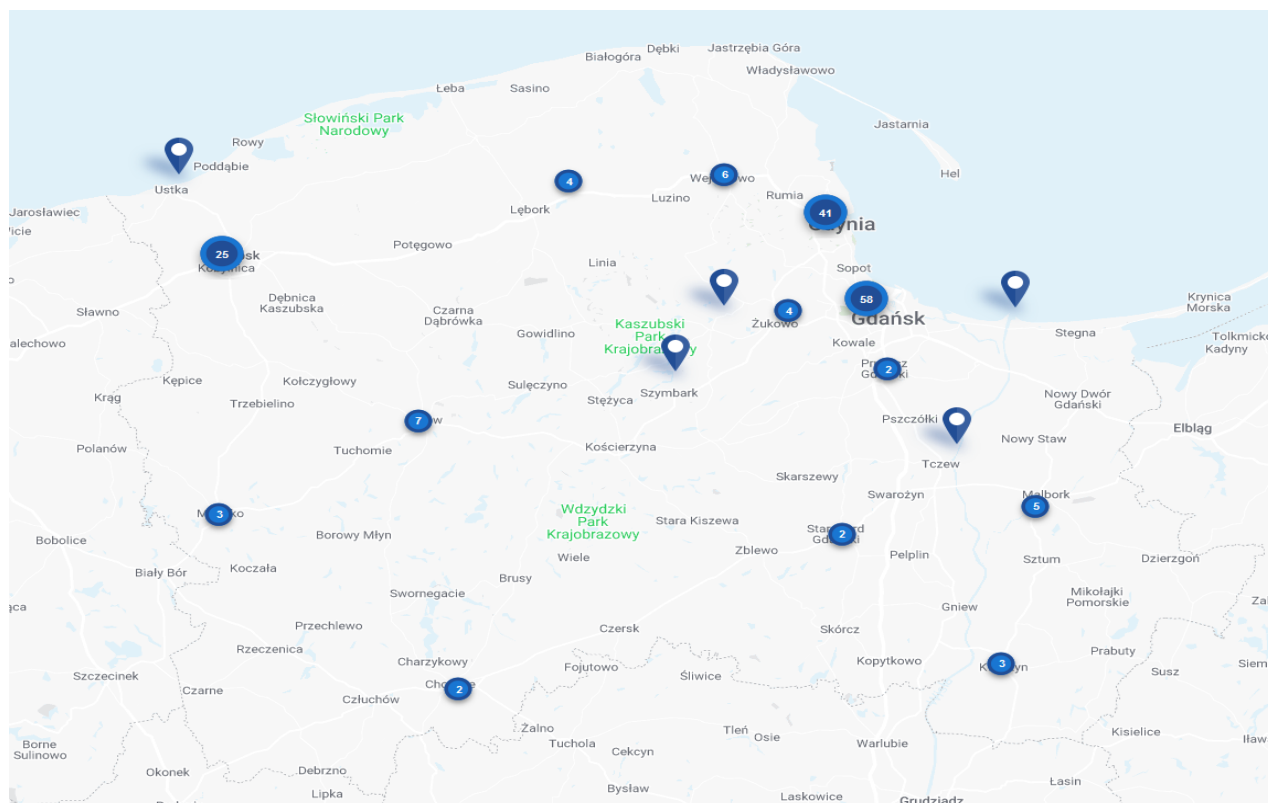 Dębki
Jastrzębia Góra
Białogóra
Władysławowo
Łeba
Sasino
Słowiński Park
Narodowy
Jastarnia
Rowy
Poddąbie
Hel
Ustka
4
6
Rumia
Luzino
Lębork
Jarosławiec
41
Gdynia
Potęgowo
25
Kobylnica
Linia
Sopot
Dębnica
Kaszubska
Sławno
Czarna
Dąbrówka
Gowidlino
Kaszubski
Park
Krajobrazowy
4
Żukowo
58
Gdańsk
Kowale
Krynica
Morska
Stegna
Tolkmicko
Kadyny
2
Kępice
Kołczygłowy
Sulęczyno
Szymbark
Stężyca
Krąg
Trzebielino
Nowy Dwór
Gdański
Pszczółki
Elbląg
7
Polanów
Tuchomie
Kościerzyna
Nowy Staw
Tczew
Skarszewy
Swarożyn
Malbork
5
3
Wdzydzki
Park
Krajobrazowy
Stara Kiszewa
Bobolice
Borowy Młyn
Zblewo
2
Pelplin
Wiele
Sztum
Dzierzgoń
Biały Bór
Koczała
Brusy
Swornegacie
Mikołajki
Pomorskie
Gniew
Przechlewo
Czersk
Skórcz
Rzeczenica
Charzykowy
Fojutowo
Śliwice
Kopytkowo
3
Prabuty
Susz
Szczecinek
Czarne
Człuchów
2
Żalno
Tleń
Osie
Kisielice
Borne
Sulinowo
Tuchola
Cekcyn
Warlubie
Okonek
Debrzno
Lipka
Bysław
Laskowice
Łasin
Grudziądz